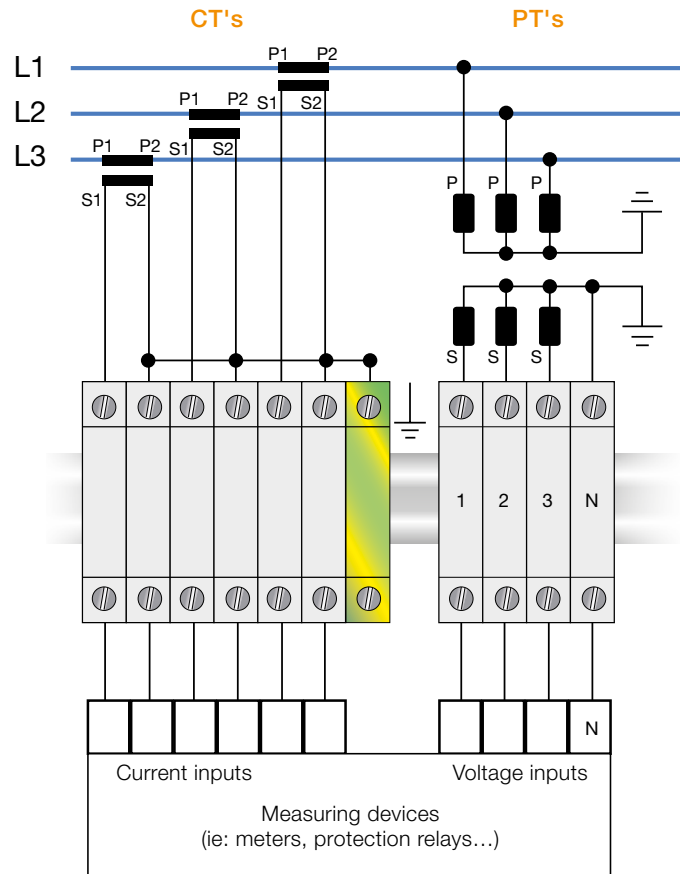 CT's PT's
P1 P2
L1
P1 P2 S1 S2
L2
P1 P2 S1 S2
L3
S1 S2
P P P
S S S
1 2 3 N
N
Current inputs Voltage inputs
Measuring devices
(ie: meters, protection relays...)